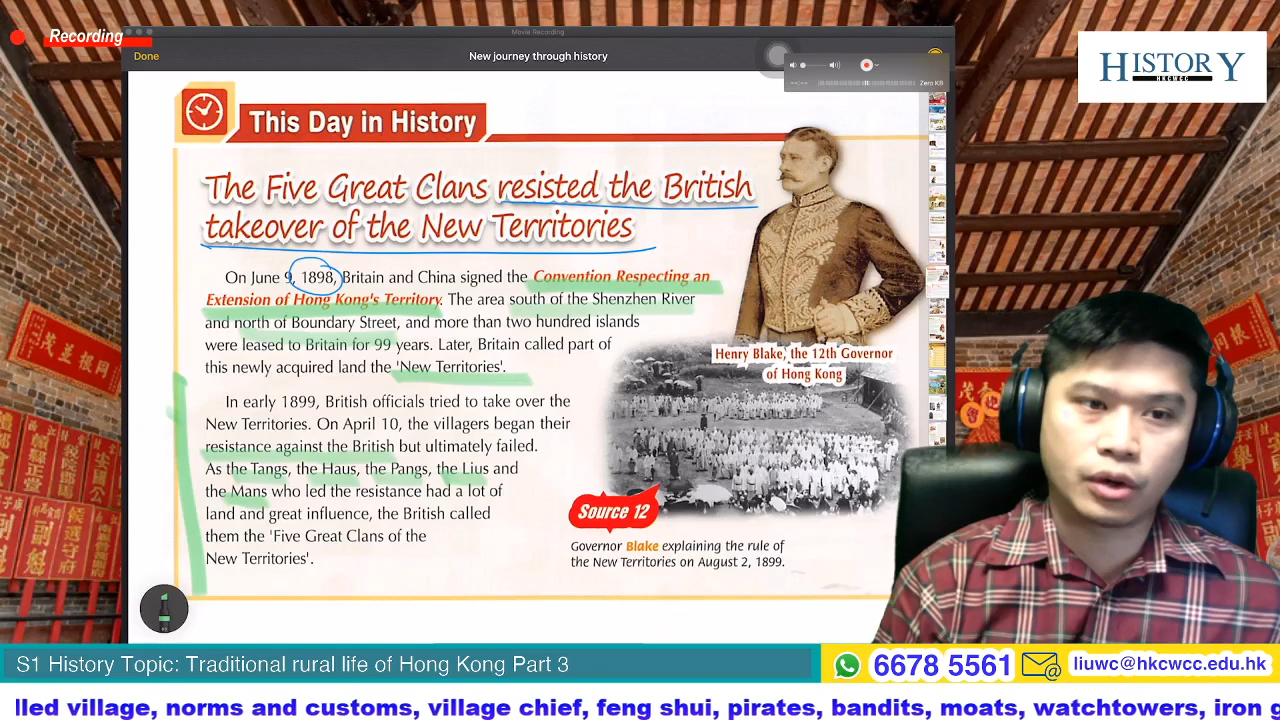 Recording
Movie Recording
Done
New journey through history
Zero KB
HISTORY
HKCWCC
This Day in History
The Five Great Clans resisted the British
takeover of the New Territories
On June 9, 1898, Britain and China signed the Convention Respecting an
Extension of Hong Kong's Territory. The area south of the Shenzhen River
and north of Boundary Street, and more than two hundred islands
were leased to Britain for 99 years. Later, Britain called part of
this newly acquired land the 'New Territories'.
In early 1899, British officials tried to take over the
New Territories. On April 10, the villagers began their
resistance against the British but ultimately failed.
As the Tangs, the Haus, the Pangs, the Lius and
the Mans who led the resistance had a lot of
land and great influence, the British called
them the 'Five Great Clans of the
New Territories'.
Henry Blake, the 12th Governor
of Hong Kong
Source 12
Governor Blake explaining the rule of
the New Territories on August 2, 1899.
S1 History Topic: Traditional rural life of Hong Kong Part 3
6678 5561
liuwc@hkcwcc.edu.hk
lled village, norms and customs, village chief, feng shui, pirates, bandits, moats, watchtowers, iron g